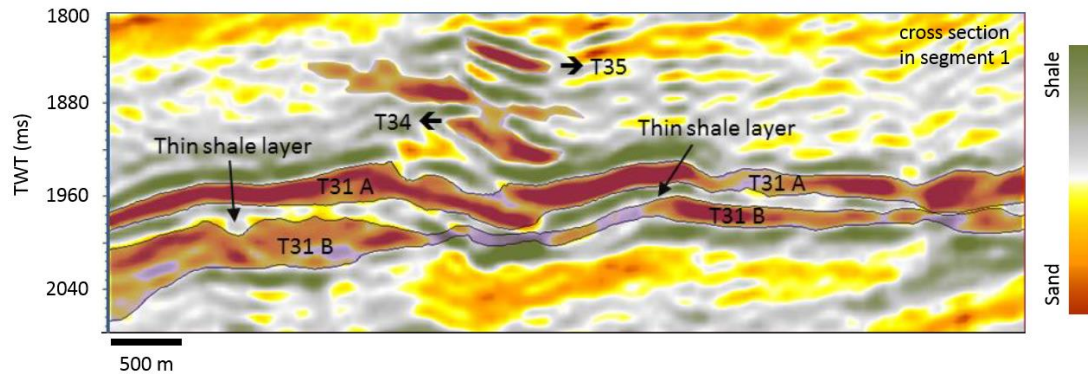 1800
1880
1960
2040
TWT (ms)
cross section
in segment 1
T35
T34
Thin shale layer
Thin shale layer
T31 A
T31 A
T31 B
T31 B
500 m
Shale
Sand